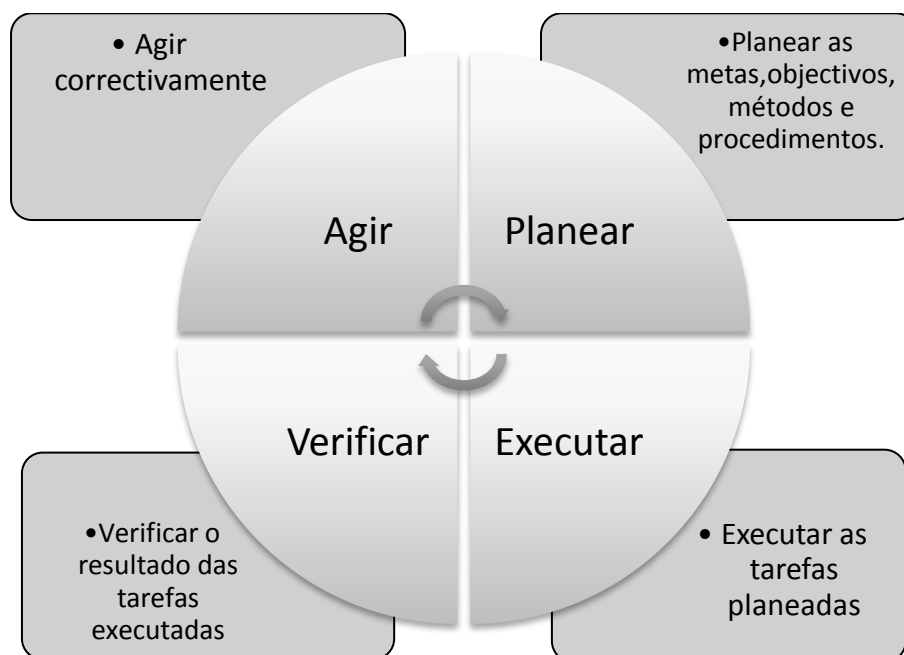 • Agir
correctivamente
•Planear as
metas,objectivos,
métodos e
procedimentos.
Agir
Planear
Verificar
Executar
•Verificar o
resultado das
tarefas
executadas
• Executar as
tarefas
planeadas